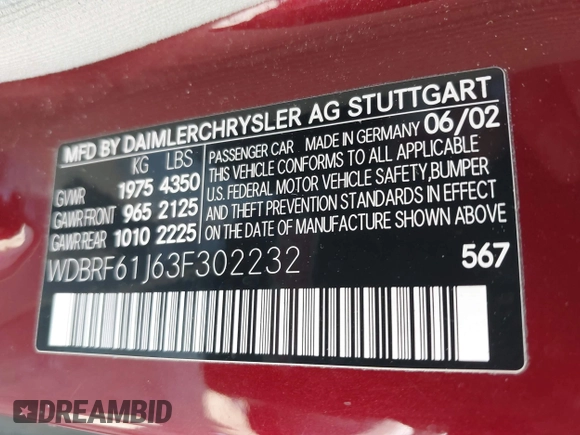 MFD BY DAIMLERCHRYSLER AG STUTTGART
KG LBS
GVWR 1975 4350
GAWR FRONT 965 2125
GAWR REAR 1010 2225
PASSENGER CAR MADE IN GERMANY 06/02
THIS VEHICLE CONFORMS TO ALL APPLICABLE
U.S. FEDERAL MOTOR VEHICLE SAFETY, BUMPER
AND THEFT PREVENTION STANDARDS IN EFFECT
ON THE DATE OF MANUFACTURE SHOWN ABOVE
WDBRF61J63F302232 567
DREAMBID